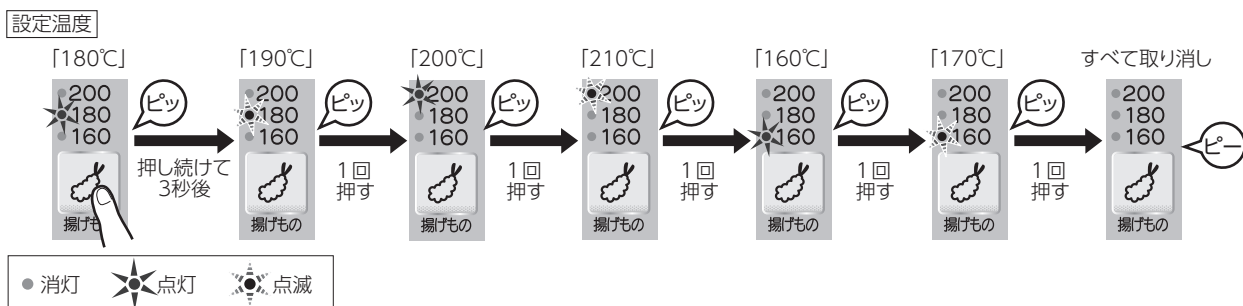 設定温度
「180℃」
「190℃」
「200℃」
「210℃」
「160℃」
「170℃」
すべて取り消し
200
180
160
ピッ
押し続けて
3秒後
揚げもの
200
180
160
ピッ
1回
押す
揚げもの
200
180
160
ピッ
1回
押す
揚げもの
200
180
160
ピッ
1回
押す
揚げもの
200
180
160
ピッ
1回
押す
揚げもの
200
180
160
ピッ
1回
押す
揚げもの
200
180
160
ピー
揚げもの
消灯 点灯 点滅